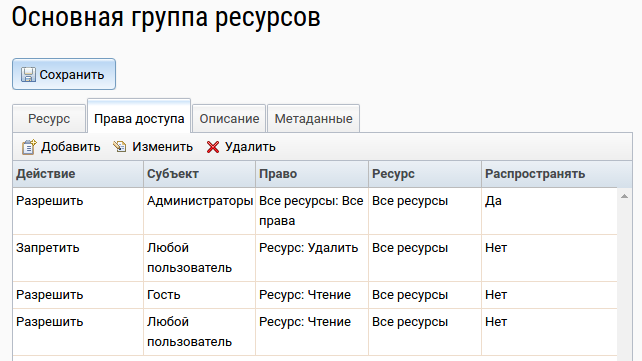 Основная группа ресурсов
Сохранить
Ресурс Права доступа Описание Метаданные
Добавить Изменить Удалить
Действие Субъект Право Ресурс Распространять
Разрешить Администраторы Все ресурсы: Все Все ресурсы Да
права
Запретить Любой Ресурс: Удалить Все ресурсы Нет
пользователь
Разрешить Гость Ресурс: Чтение Все ресурсы Нет
Разрешить Любой Ресурс: Чтение Все ресурсы Нет
пользователь